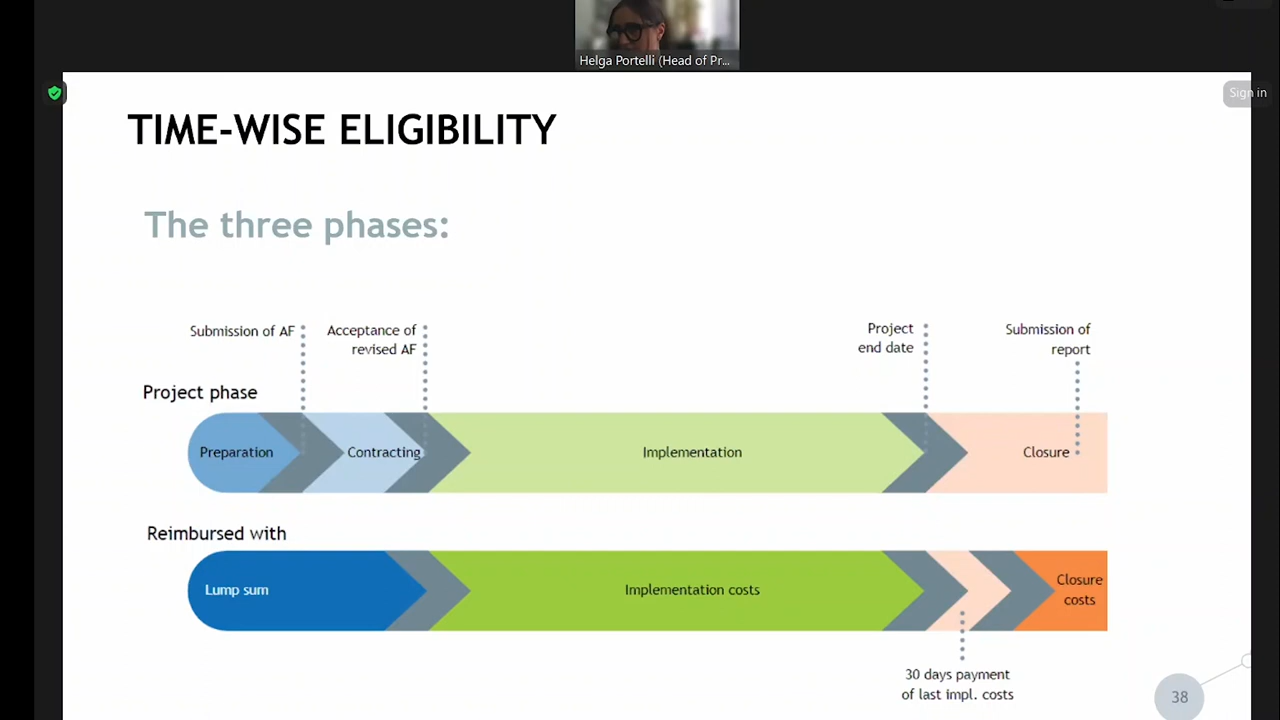 Helga Portelli (Head of Pr...
Sign in
TIME-WISE ELIGIBILITY
The three phases:
Submission of AF
Acceptance of
revised AF
Project
end date
Submission of
report
Project phase
Preparation
Contracting
Implementation
Closure
Reimbursed with
Lump sum
Implementation costs
Closure
costs
30 days payment
of last impl. costs
38